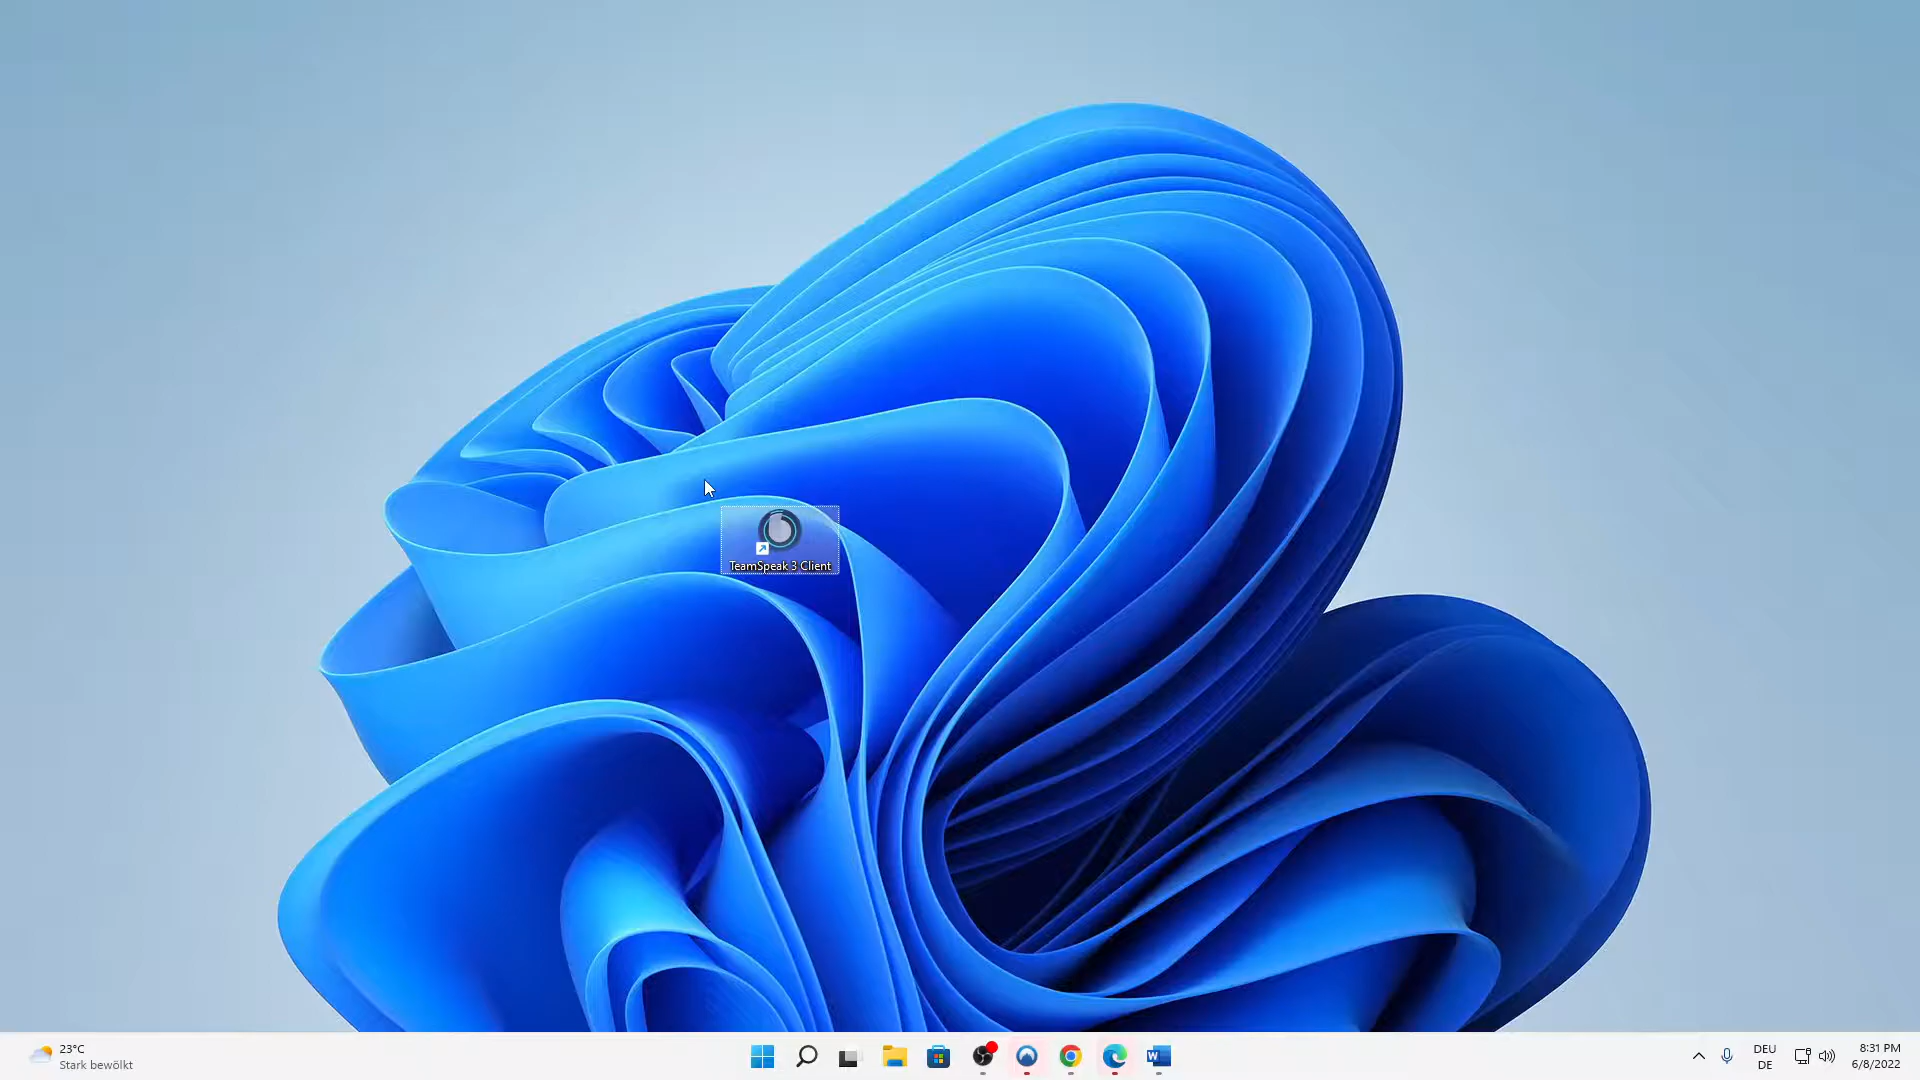 TeamSpeak 3 Client
23°C
Stark bewölkt
W
DEU
DE
8:31 PM
6/8/2022